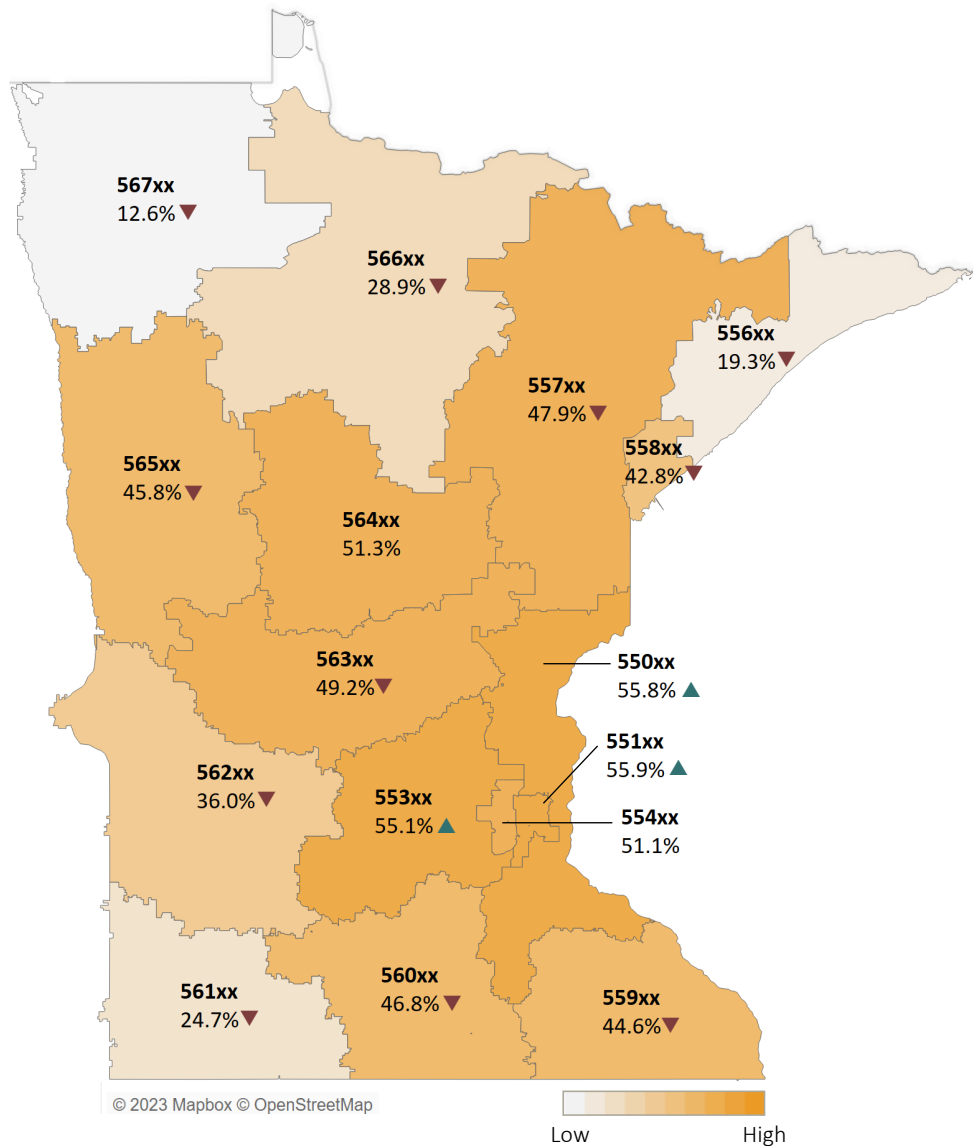 567xx
12.6% ▼
566xx
28.9% ▼
556xx
19.3% ▼
557xx
47.9% ▼
558xx
42.8% ▼
565xx
45.8% ▼
564xx
51.3%
563xx
49.2% ▼
550xx
55.8% ▲
551xx
55.9% ▲
562xx
36.0% ▼
553xx
55.1% ▲
554xx
51.1%
561xx
24.7% ▼
560xx
46.8% ▼
559xx
44.6% ▼
© 2023 Mapbox © OpenStreetMap
Low High